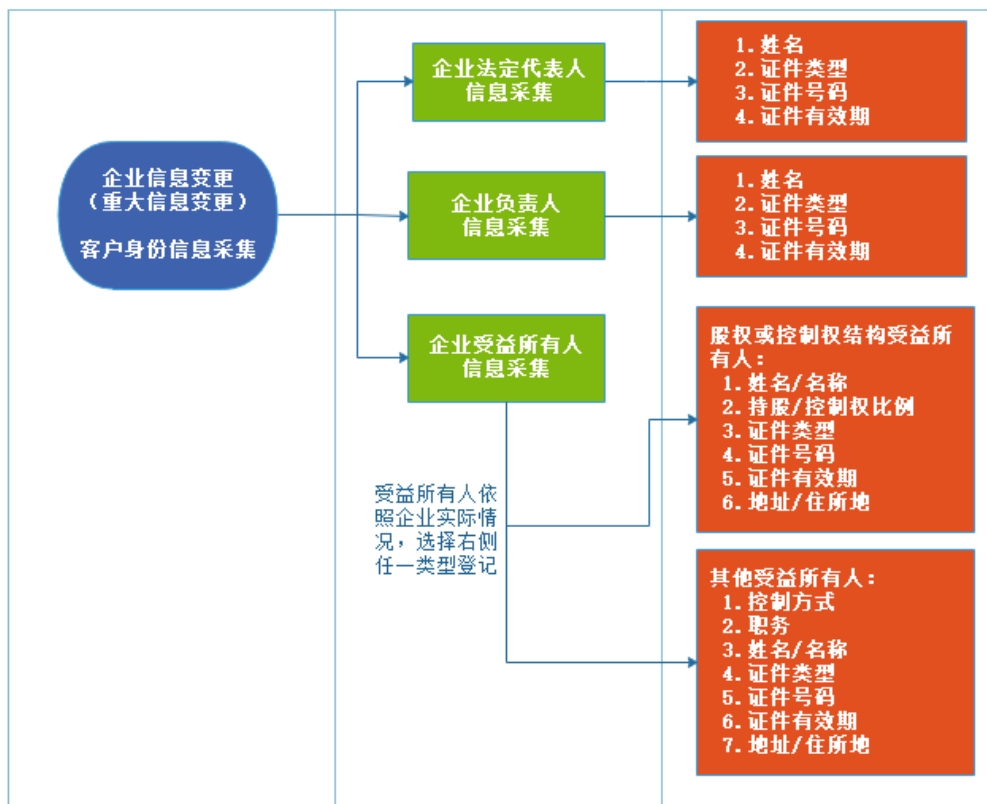 企业信息变更
（重大信息变更）
客户身份信息采集
企业法定代表人
信息采集
1.姓名
2.证件类型
3.证件号码
4.证件有效期
企业负责人
信息采集
1.姓名
2.证件类型
3.证件号码
4.证件有效期
企业受益所有人
信息采集
受益所有人依
照企业实际情
况，选择右侧
任一类型登记
股权或控制权结构受益所
有人：
1.姓名/名称
2.持股/控制权比例
3.证件类型
4.证件号码
5.证件有效期
6.地址/住所地
其他受益所有人：
1.控制方式
2.职务
3.姓名/名称
4.证件类型
5.证件号码
6.证件有效期
7.地址/住所地